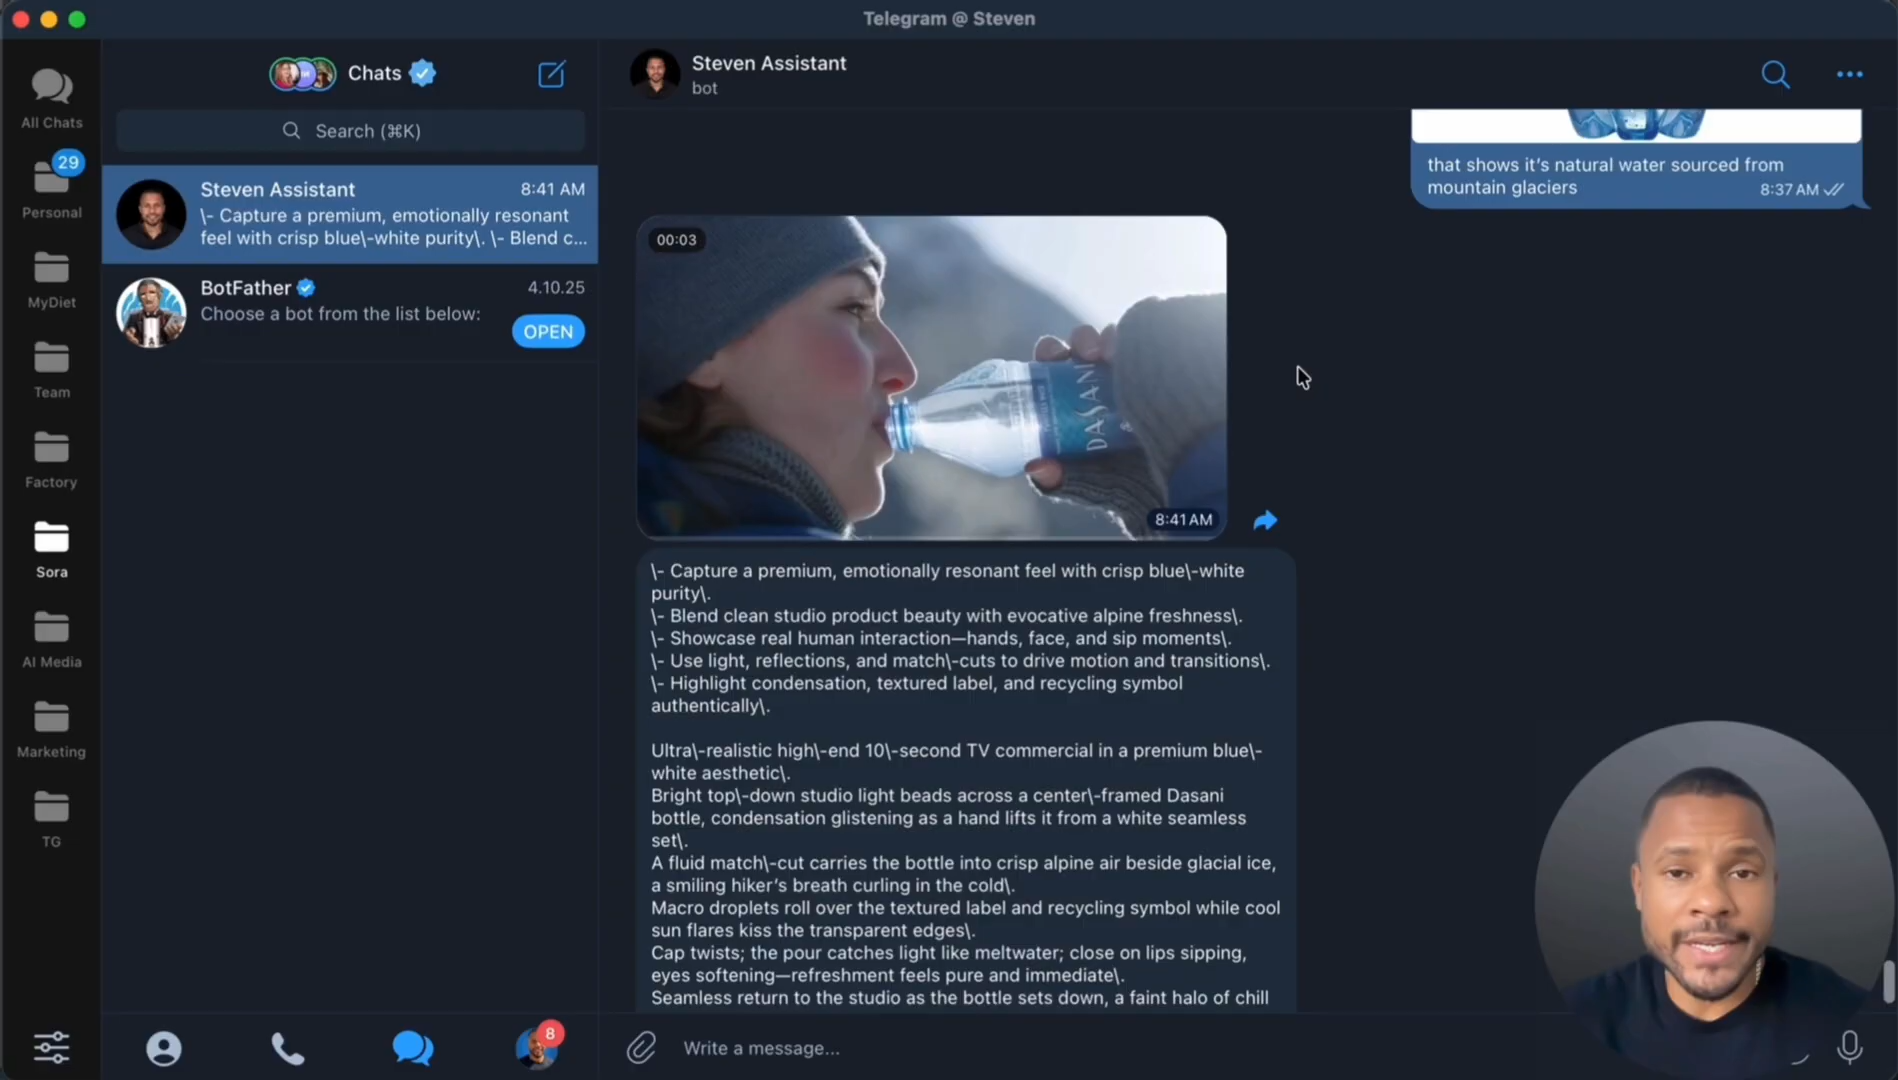 Telegram @ Steven
All Chats
29
Personal
MyDiet
Team
Factory
Sora
AI Media
Marketing
TG
Chats
Search (⌘K)
Steven Assistant
8:41 AM
\- Capture a premium, emotionally resonant
feel with crisp blue\-white purity\. \- Blend c...
BotFather
4.10.25
Choose a bot from the list below:
OPEN
8
Steven Assistant
bot
that shows it’s natural water sourced from
mountain glaciers
8:37 AM
00:03
DASANI
8:41 AM
\- Capture a premium, emotionally resonant feel with crisp blue\-white
purity\.
\- Blend clean studio product beauty with evocative alpine freshness\.
\- Showcase real human interaction—hands, face, and sip moments\.
\- Use light, reflections, and match\-cuts to drive motion and transitions\.
\- Highlight condensation, textured label, and recycling symbol
authentically\.
Ultra\-realistic high\-end 10\-second TV commercial in a premium blue\-
white aesthetic\.
Bright top\-down studio light beads across a center\-framed Dasani
bottle, condensation glistening as a hand lifts it from a white seamless
set\.
A fluid match\-cut carries the bottle into crisp alpine air beside glacial ice,
a smiling hiker’s breath curling in the cold\.
Macro droplets roll over the textured label and recycling symbol while cool
sun flares kiss the transparent edges\.
Cap twists; the pour catches light like meltwater; close on lips sipping,
eyes softening—refreshment feels pure and immediate\.
Seamless return to the studio as the bottle sets down, a faint halo of chill
Write a message...